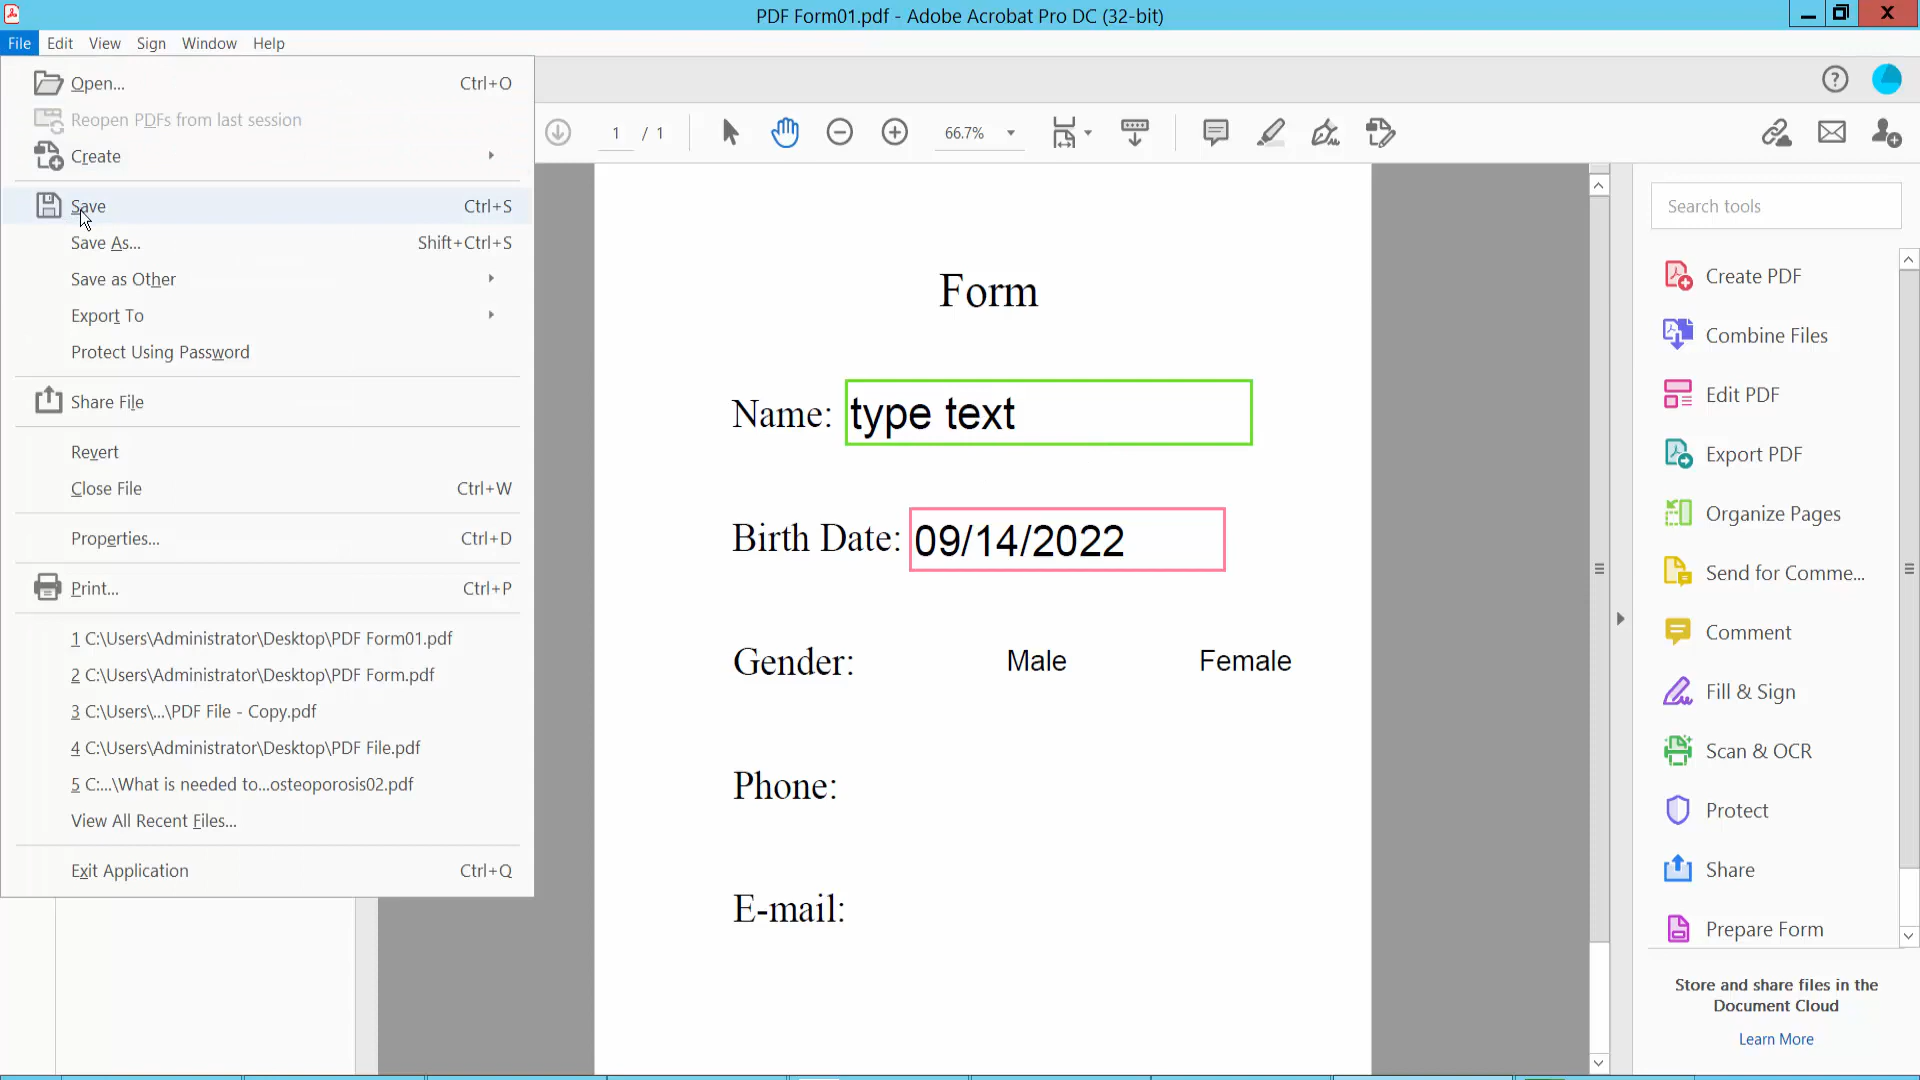 PDF Form01.pdf - Adobe Acrobat Pro DC (32-bit)
File Edit View Sign Window Help
Open... Ctrl+O
Reopen PDFs from last session
Create
Save Ctrl+S
Save As... Shift+Ctrl+S
Save as Other
Export To
Protect Using Password
Share File
Revert
Close File Ctrl+W
Properties... Ctrl+D
Print... Ctrl+P
1 C:\Users\Administrator\Desktop\PDF Form01.pdf
2 C:\Users\Administrator\Desktop\PDF Form.pdf
3 C:\Users\...\PDF File - Copy.pdf
4 C:\Users\Administrator\Desktop\PDF File.pdf
5 C:...\What is needed to...osteoporosis02.pdf
View All Recent Files...
Exit Application Ctrl+Q
1 / 1 66.7%
Form
Name: type text
Birth Date: 09/14/2022
Gender: Male Female
Phone:
E-mail:
Search tools
Create PDF
Combine Files
Edit PDF
Export PDF
Organize Pages
Send for Comme...
Comment
Fill & Sign
Scan & OCR
Protect
Share
Prepare Form
Store and share files in the
Document Cloud
Learn More